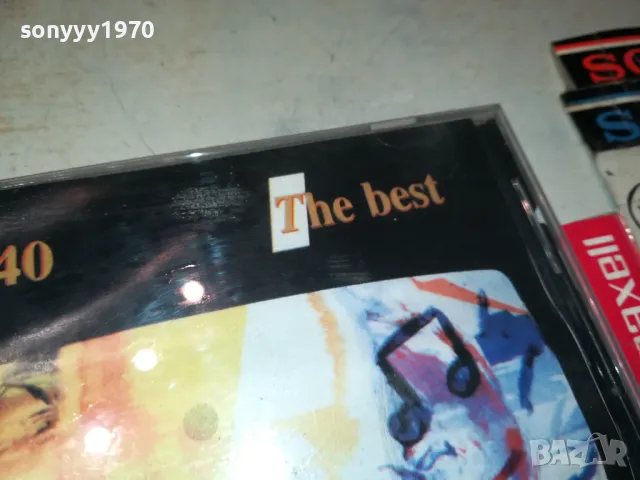 sonyyy1970
The best
40
maxell
BAZAR